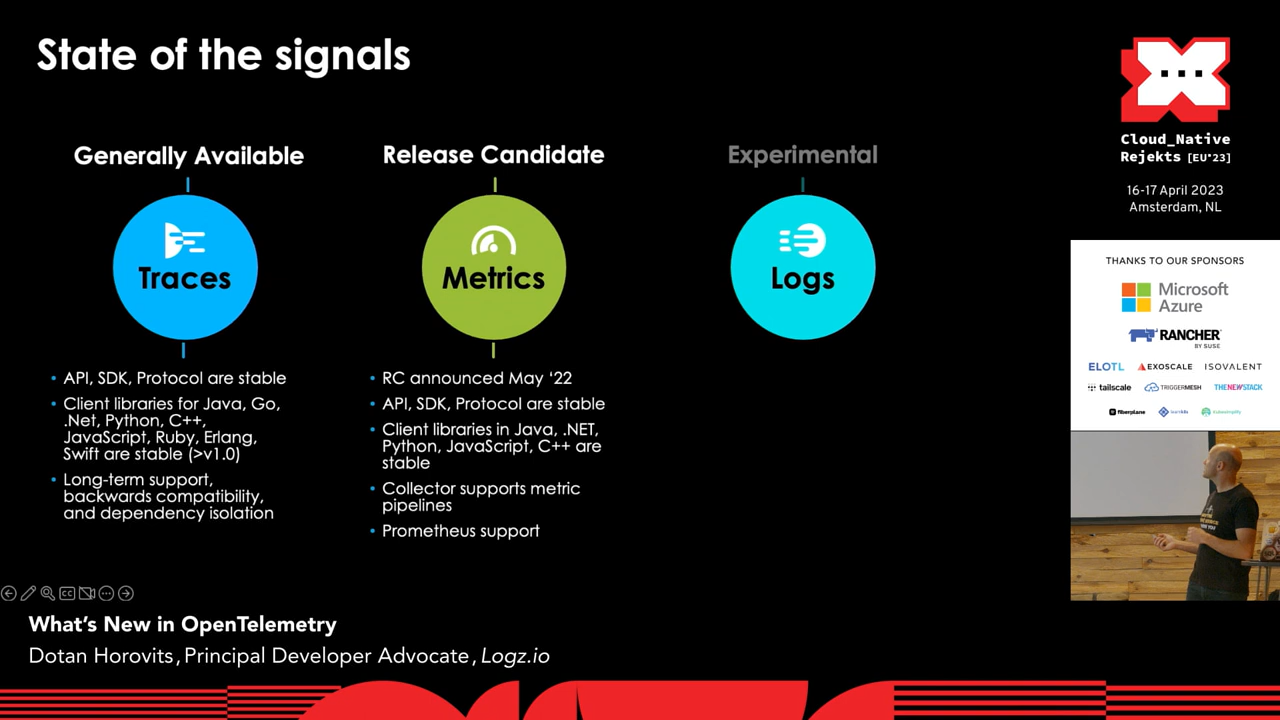 State of the signals
Generally Available
Traces
• API, SDK, Protocol are stable
• Client libraries for Java, Go,
.Net, Python, C++,
JavaScript, Ruby, Erlang,
Swift are stable (>v1.0)
• Long-term support,
backwards compatibility,
and dependency isolation
Release Candidate
Metrics
• RC announced May ‘22
• API, SDK, Protocol are stable
• Client libraries in Java, .NET,
Python, JavaScript, C++ are
stable
• Collector supports metric
pipelines
• Prometheus support
Experimental
Logs
Cloud_Native
Rejekts [EU"23]
16-17 April 2023
Amsterdam, NL
THANKS TO OUR SPONSORS
Microsoft
Azure
RANCHER
BY SUSE
ELOTL EXOSCALE ISOVALENT
tailscale TRIGGERMESH THENEWSTACK
fiberplane
What’s New in OpenTelemetry
Dotan Horovits, Principal Developer Advocate, Logz.io